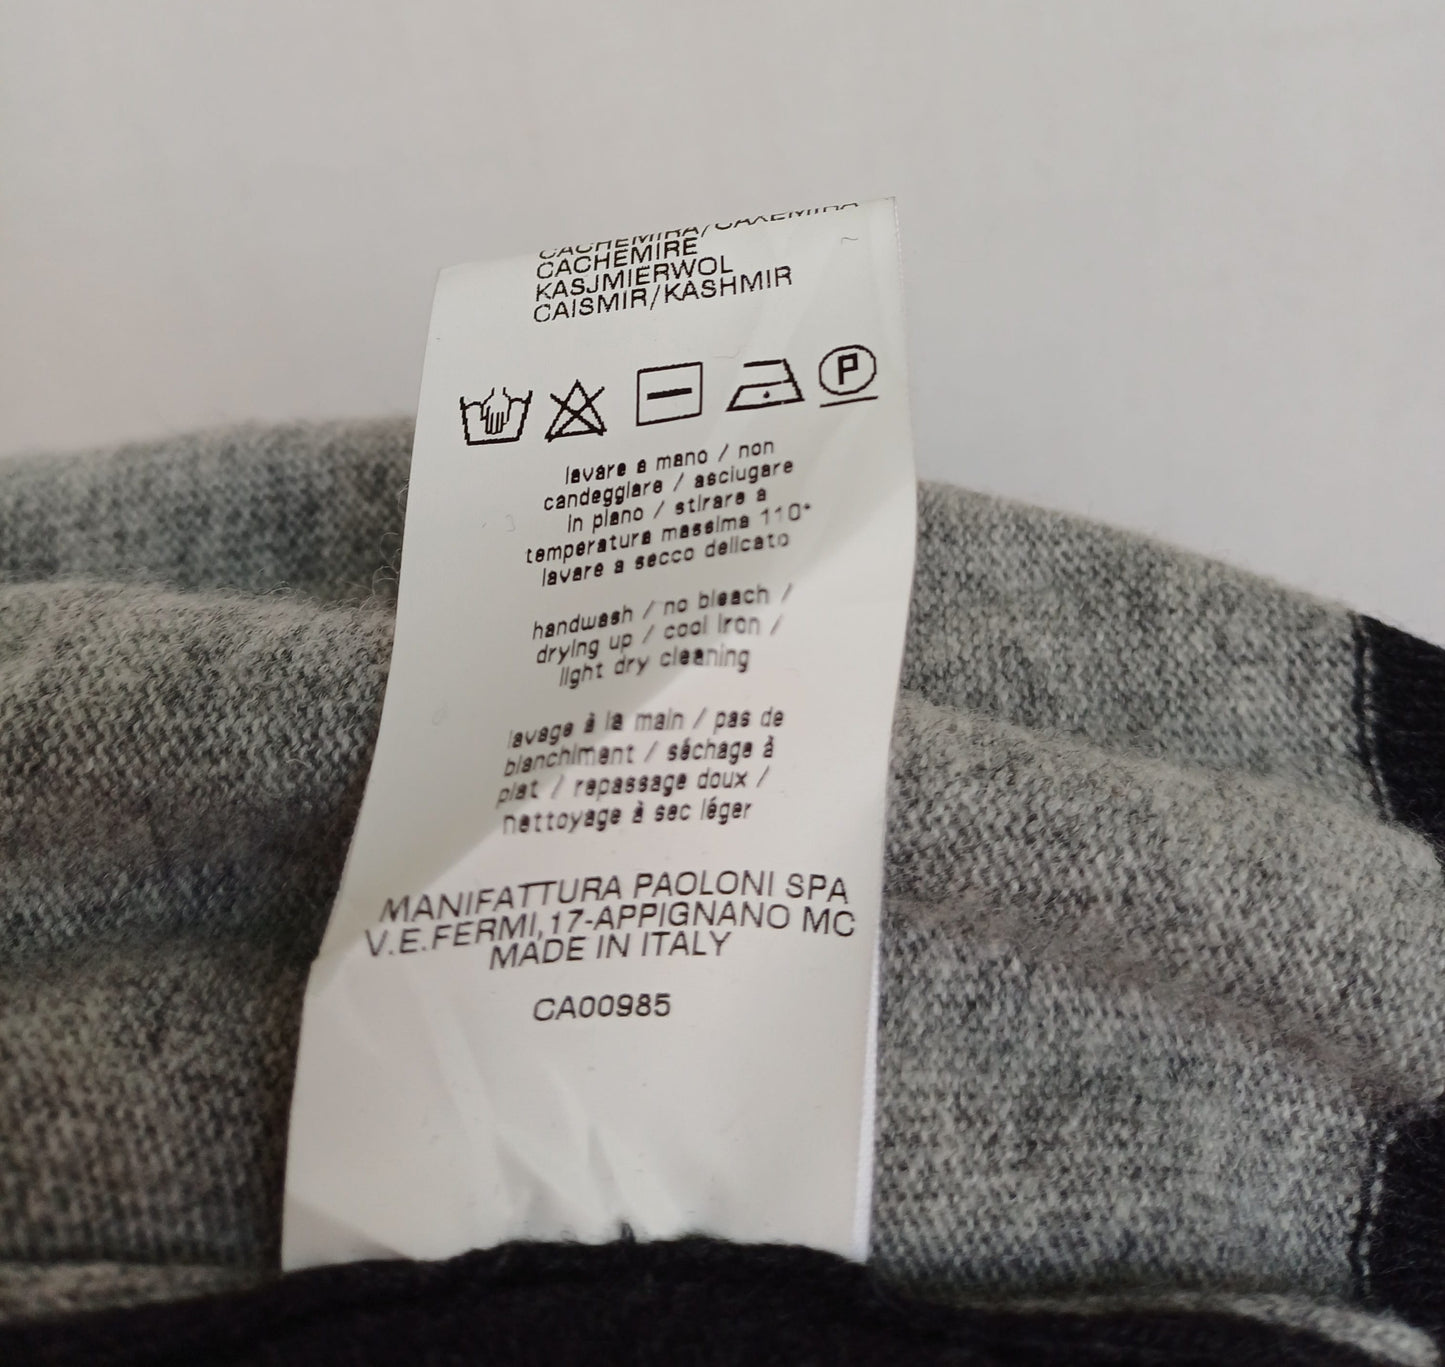 CACHEMIRA/CAXEMIRA
CACHEMIRE
KASJMIERWOL
CAISMIR/KASHMIR
P
lavare a mano / non
candeggiare / asciugare
in piano / stirare a
temperatura massima 110°
lavare a secco delicato
handwash / no bleach /
drying up / cool iron /
light dry cleaning
lavage à la main / pas de
blanchiment / séchage à
plat / repassage doux /
nettoyage à sec léger
MANIFATTURA PAOLONI SPA
V.E.FERMI,17-APPIGNANO MC
MADE IN ITALY
CA00985